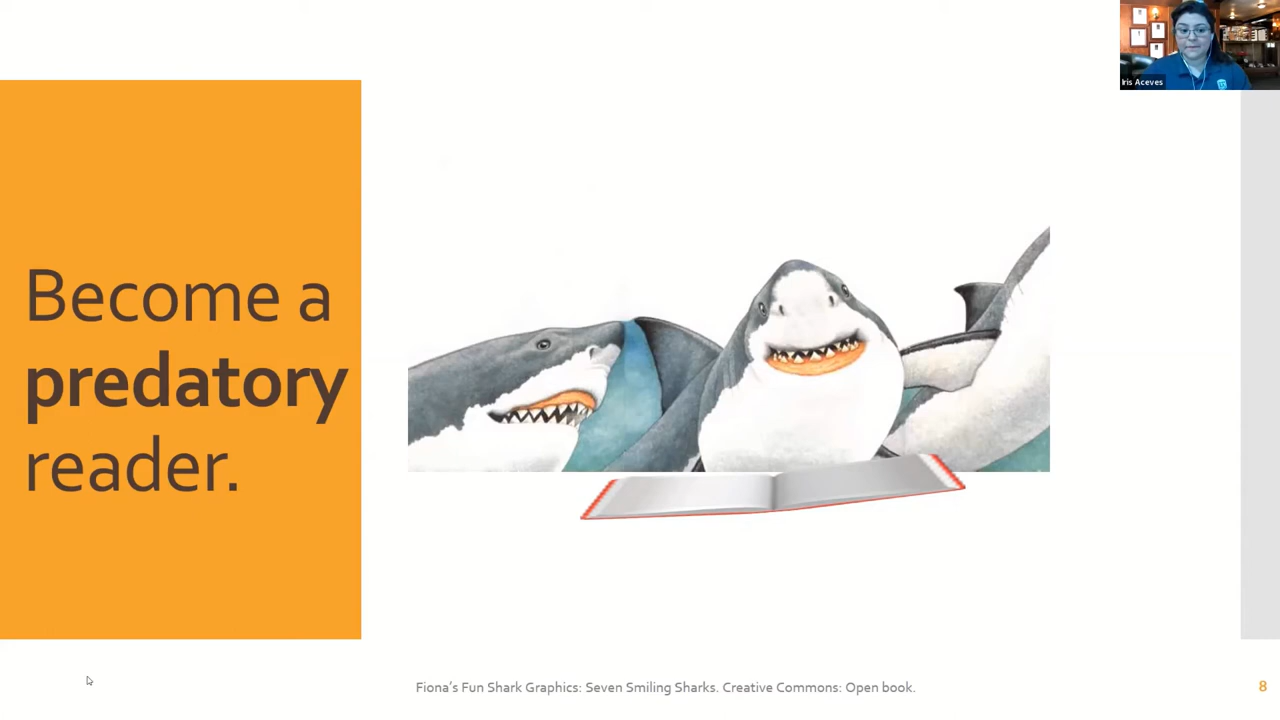 Iris Aceves
Become a
predatory
reader.
Fiona's Fun Shark Graphics: Seven Smiling Sharks. Creative Commons: Open book.
8